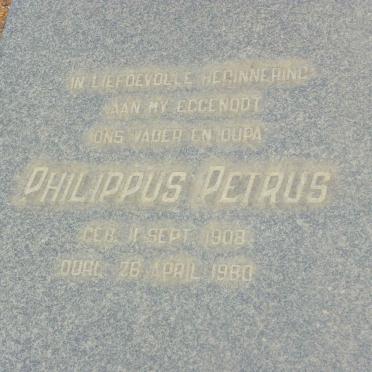 IN LIEFDEVOLLE HERINNERING
AAN MY EGGENOOT
ONS VADER EN OUPA
PHILIPPUS PETRUS
GEB. 11 SEPT. 1908
OORL. 26 APRIL 1980